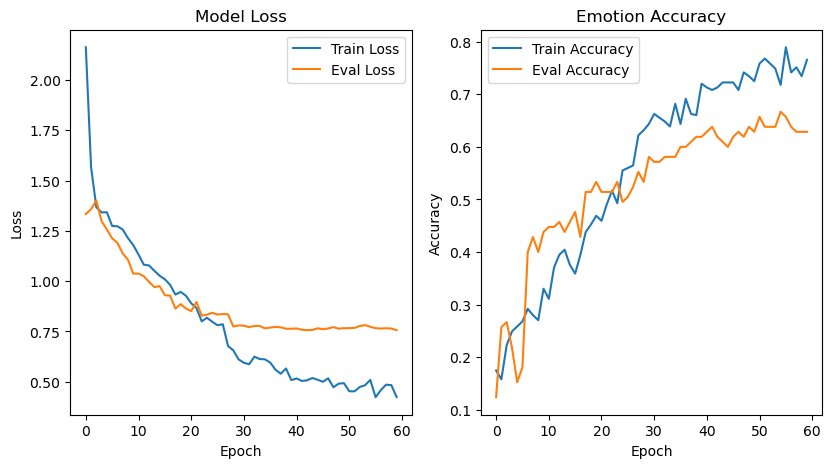 Model Loss
Train Loss
Eval Loss
Loss
2.00
1.75
1.50
1.25
1.00
0.75
0.50
0 10 20 30 40 50 60
Epoch
Emotion Accuracy
Train Accuracy
Eval Accuracy
Accuracy
0.8
0.7
0.6
0.5
0.4
0.3
0.2
0.1
0 10 20 30 40 50 60
Epoch